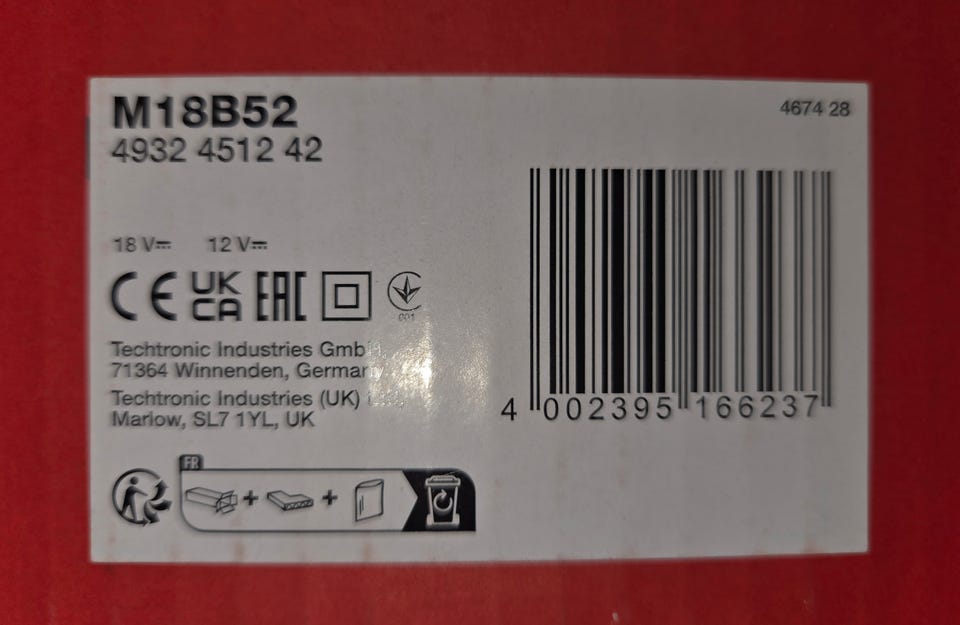 M18B52
4674 28
4932 4512 42
18 V⎓ 12 V⎓
CE UK CA EAC
001
Techtronic Industries
71364 Winnenden,
Techtronic Industries (UK)
Marlow, SL7 1YL, UK
4 002395 166237
FR
+ +